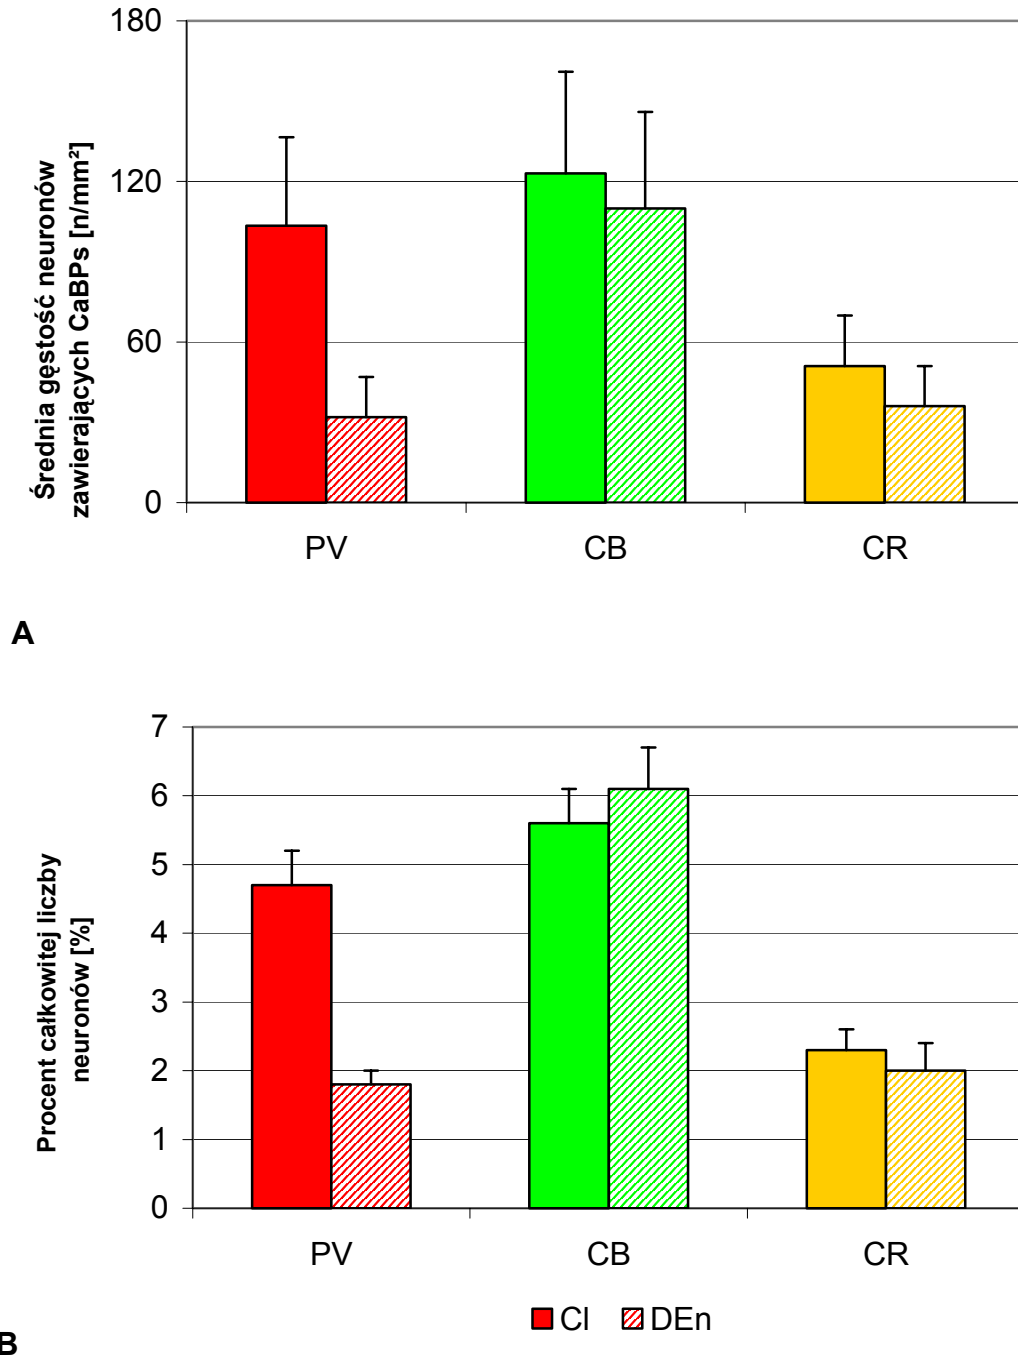 180
120
60
0
Średnia gęstość neuronów
zawierających CaBPs [n/mm²]
PV CB CR
A
7
6
5
4
3
2
1
0
Procent całkowitej liczby
neuronów [%]
PV CB CR
Cl DEn
B